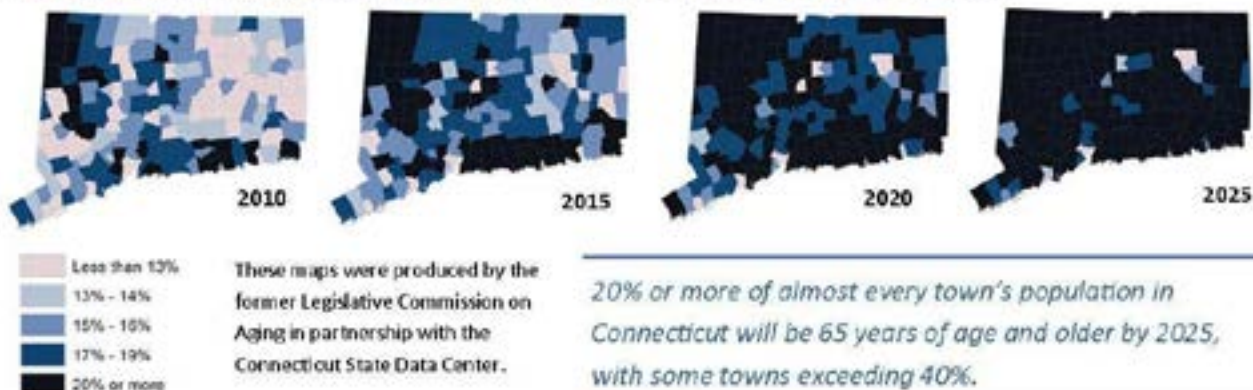 2010
2015
2020
2025
Less than 13%
13% - 14%
15% - 16%
17% - 19%
20% or more
These maps were produced by the
former Legislative Commission on
Aging in partnership with the
Connecticut State Data Center.
20% or more of almost every town's population in
Connecticut will be 65 years of age and older by 2025,
with some towns exceeding 40%.